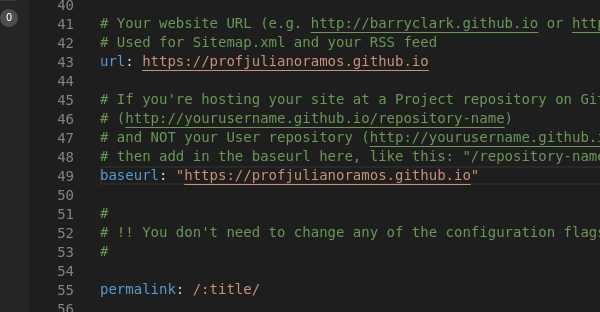 40
0
41 # Your website URL (e.g. http://barryclark.github.io or
42 # Used for Sitemap.xml and your RSS feed
43 url: https://profjulianoramos.github.io
44
45 # If you're hosting your site at a Project repository on
46 # (http://yourusername.github.io/repository-name)
47 # and NOT your User repository (http://yourusername.github.
48 # then add in the baseurl here, like this: "/repository-name
49 baseurl: "https://profjulianoramos.github.io"
50
51 #
52 # !! You don't need to change any of the configuration flags
53 #
54
55 permalink: /:title/
56